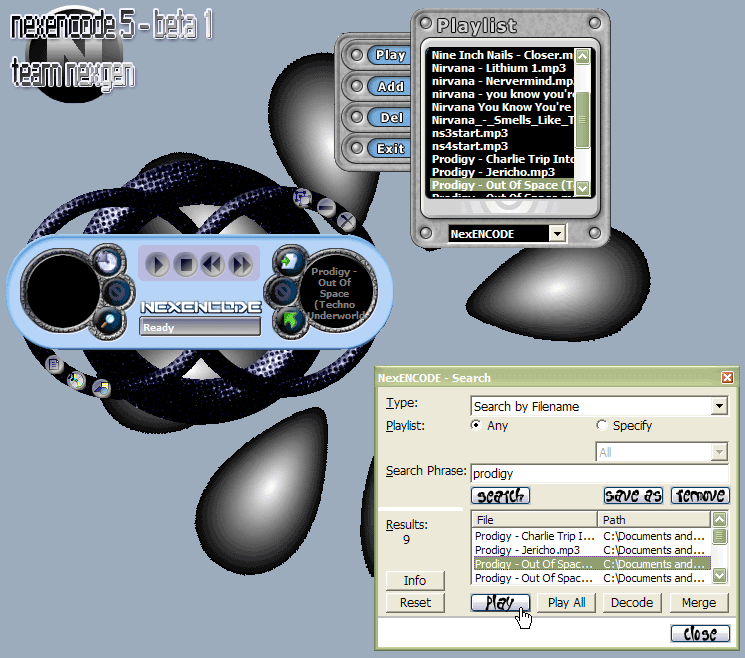 nexencode 5 - beta 1
team nexgen
Playlist
Play
Add
Del
Exit
Nine Inch Nails - Closer.m
Nirvana - Lithium 1.mp3
nirvana - Nervermind.mp
nirvana - you know you'r
Nirvana You Know You're
Nirvana_-_Smells_Like_T
ns3start.mp3
ns4start.mp3
Prodigy - Charlie Trip Into
Prodigy - Jericho.mp3
Prodigy - Out Of Space (T
Prodigy - Out Of Space.mp
NexENCODE
NEXENCODE
Ready
Prodigy -
Out Of
Space
(Techno
Underworld
NexENCODE - Search
Type:
Search by Filename
Playlist:
Any
Specify
All
Search Phrase:
prodigy
search
save as
remove
Results:
9
File
Path
Prodigy - Charlie Trip I...
C:\Documents and...
Prodigy - Jericho.mp3
C:\Documents and...
Prodigy - Out Of Spac...
C:\Documents and...
Prodigy - Out Of Spac...
C:\Documents and...
Info
Reset
Play
Play All
Decode
Merge
close